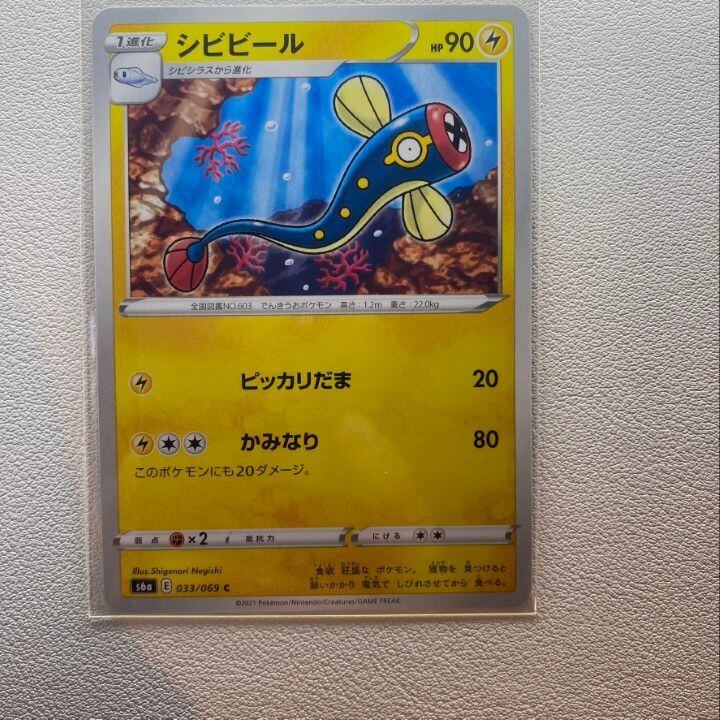 1進化 シビビール HP90
シビシラスから進化
全国図鑑NO.603 でんきうおポケモン 高さ:1.2m 重さ:22.0kg
ピッカリだま 20
かみなり 80
このポケモンにも20ダメージ。
弱点 ×2 抵抗力 にげる
Illus.Shigenori Negishi
食欲 旺盛な ポケモン。 獲物を 見つけると
襲いかかり 電気で しびれさせてから 食べる。
s6a E 033/069 C
©2021 Pokémon/Nintendo/Creatures/GAME FREAK.